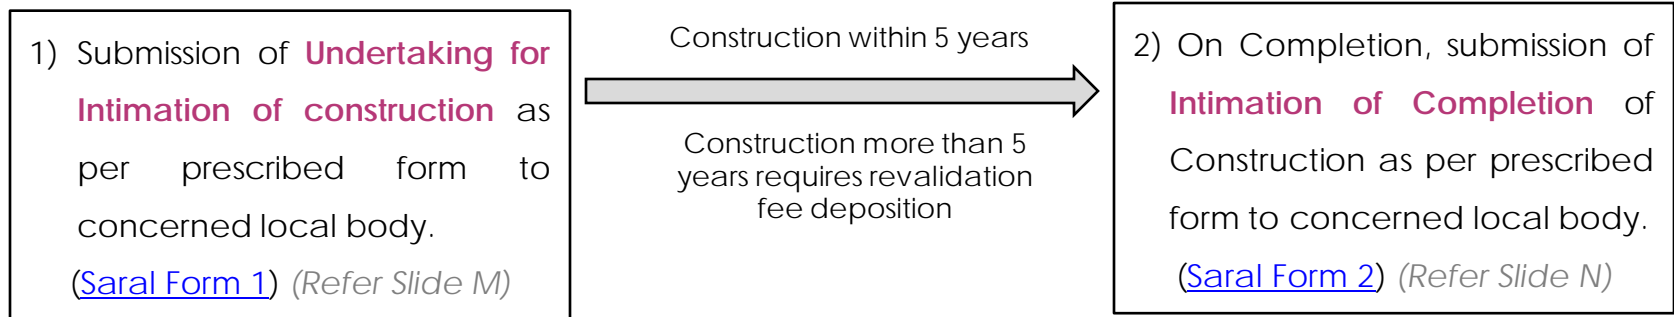 1) Submission of Undertaking for
Intimation of construction as
per prescribed form to
concerned local body.
(Saral Form 1) (Refer Slide M)
Construction within 5 years
Construction more than 5
years requires revalidation
fee deposition
2) On Completion, submission of
Intimation of Completion of
Construction as per prescribed
form to concerned local body.
(Saral Form 2) (Refer Slide N)